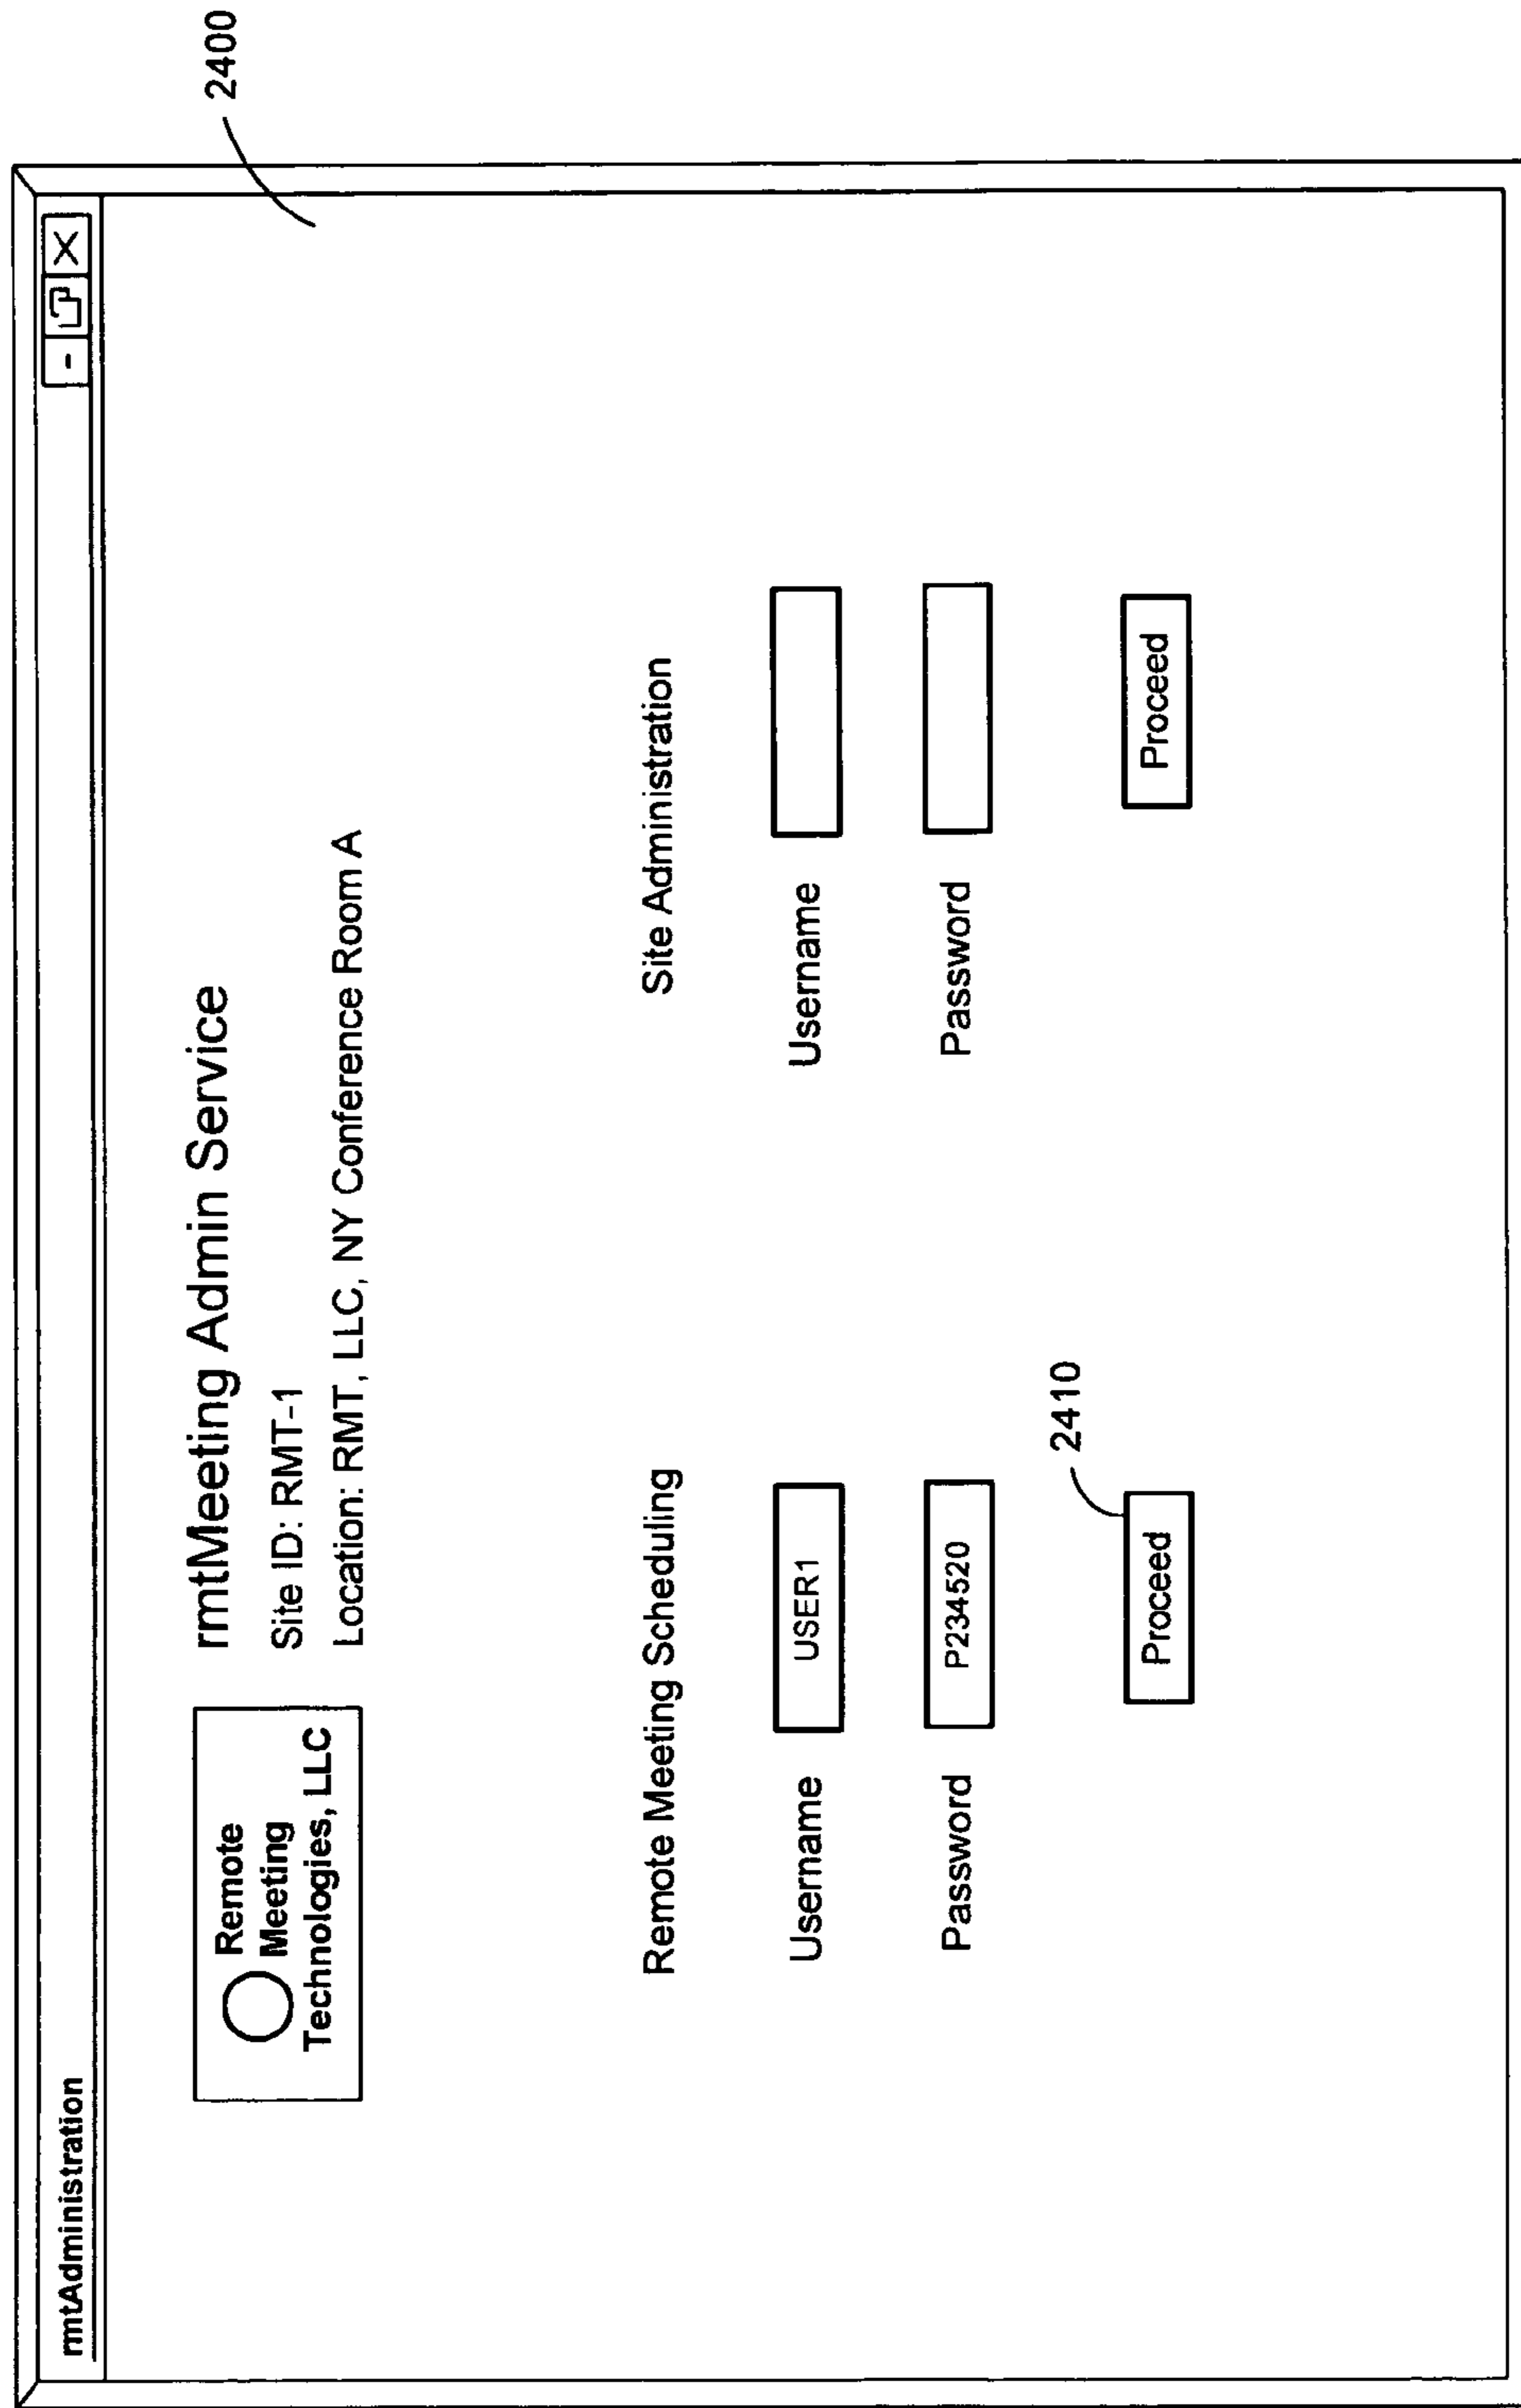 rmtAdministration
- X
2400
Remote
Meeting
Technologies, LLC
rmtMeeting Admin Service
Site ID: RMT-1
Location: RMT, LLC, NY Conference Room A
Remote Meeting Scheduling
Username USER1
Password P234520
2410
Proceed
Site Administration
Username
Password
Proceed